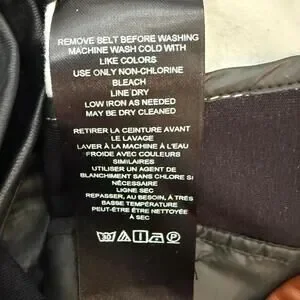 REMOVE BELT BEFORE WASHING
MACHINE WASH COLD WITH
LIKE COLORS
USE ONLY NON-CHLORINE
BLEACH
LINE DRY
LOW IRON AS NEEDED
MAY BE DRY CLEANED
RETIRER LA CEINTURE AVANT
LE LAVAGE
LAVER À LA MACHINE À L'EAU
FROIDE AVEC COULEURS
SIMILAIRES
UTILISER UN AGENT DE
BLANCHIMENT SANS CHLORE SI
NÉCESSAIRE
LIGNE SEC
REPASSER, AU BESOIN, À TRÈS
BASSE TEMPÉRATURE
PEUT-ÊTRE ÊTRE NETTOYÉE
À SEC